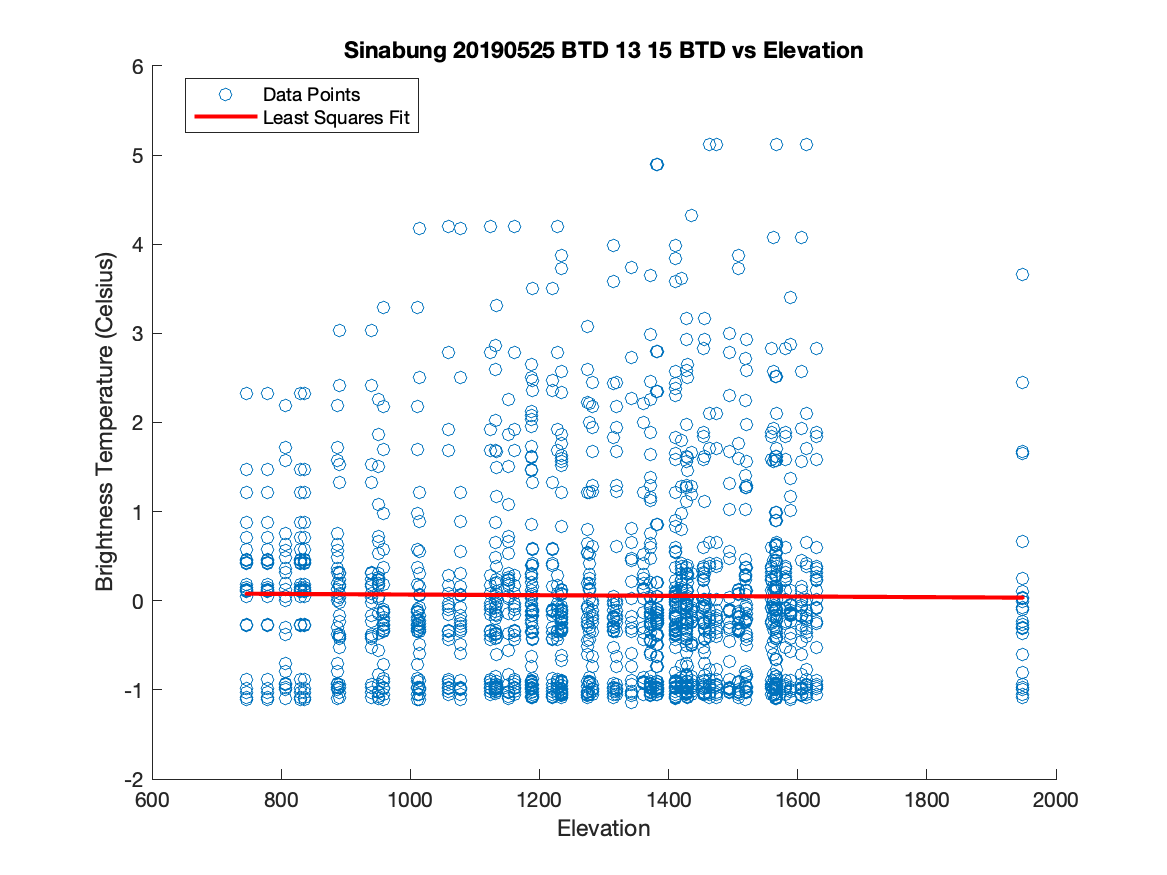 Sinabung 20190525 BTD 13 15 BTD vs Elevation
Data Points
Least Squares Fit
6
5
4
3
2
1
0
-1
-2
Brightness Temperature (Celsius)
600 800 1000 1200 1400 1600 1800 2000
Elevation